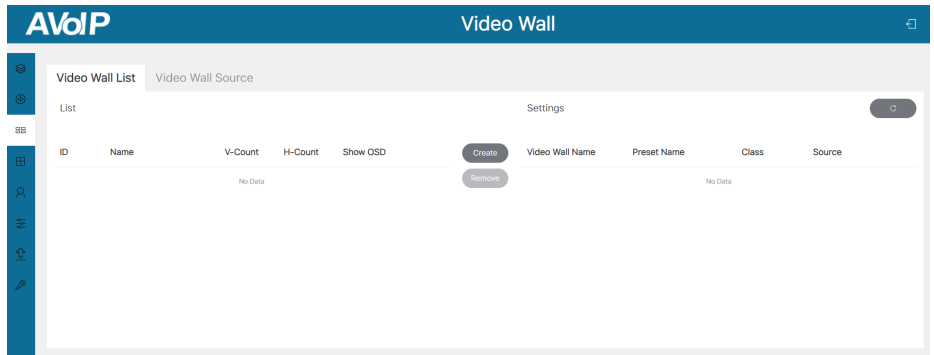 AVoIP Video Wall
Video Wall List Video Wall Source
List Settings
ID Name V-Count H-Count Show OSD Create Video Wall Name Preset Name Class Source
No Data Remove No Data